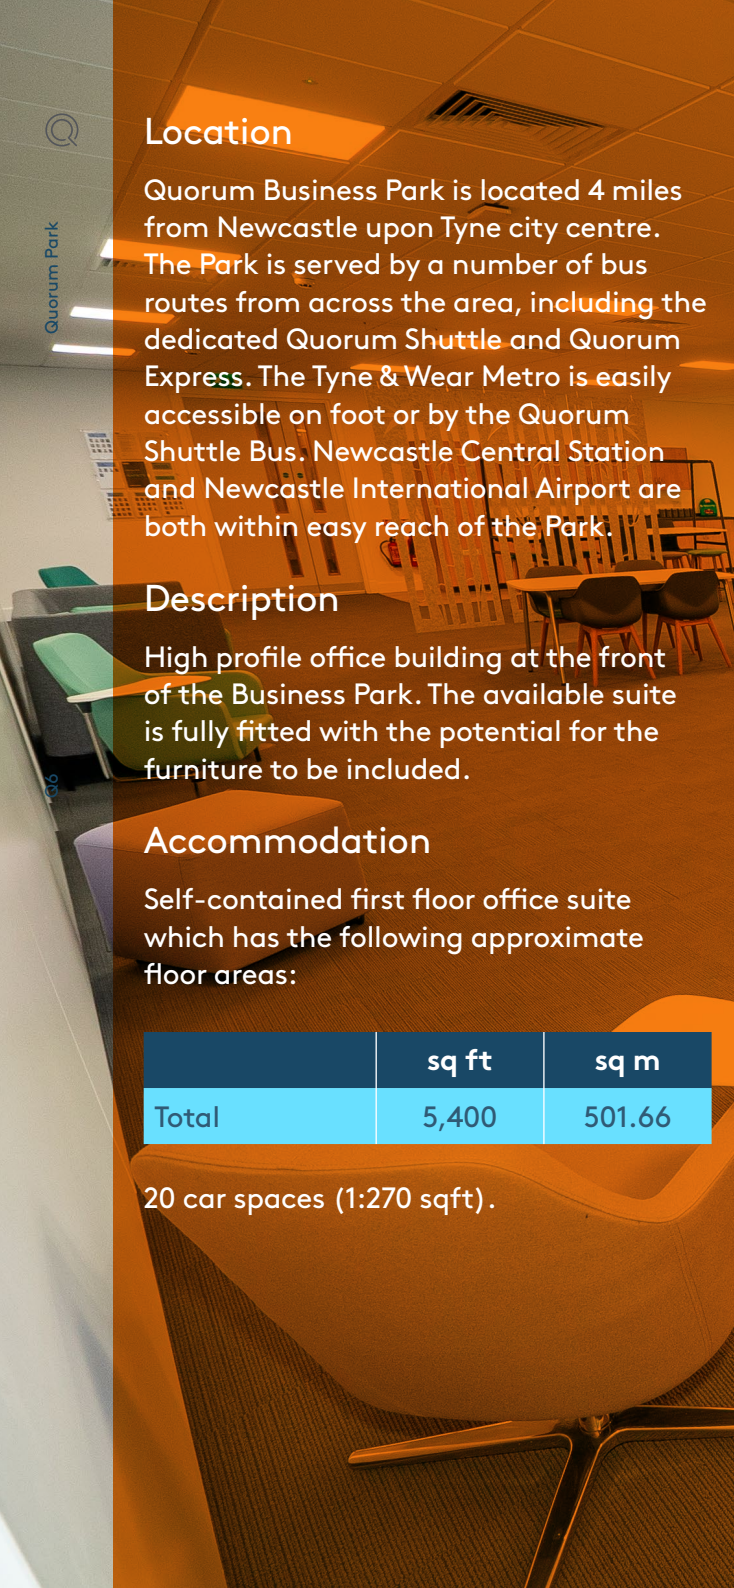 Quorum Park
Q6
Location
Quorum Business Park is located 4 miles
from Newcastle upon Tyne city centre.
The Park is served by a number of bus
routes from across the area, including the
dedicated Quorum Shuttle and Quorum
Express. The Tyne & Wear Metro is easily
accessible on foot or by the Quorum
Shuttle Bus. Newcastle Central Station
and Newcastle International Airport are
both within easy reach of the Park.
Description
High profile office building at the front
of the Business Park. The available suite
is fully fitted with the potential for the
furniture to be included.
Accommodation
Self-contained first floor office suite
which has the following approximate
floor areas:
sq ft sq m
Total 5,400 501.66
20 car spaces (1:270 sqft).